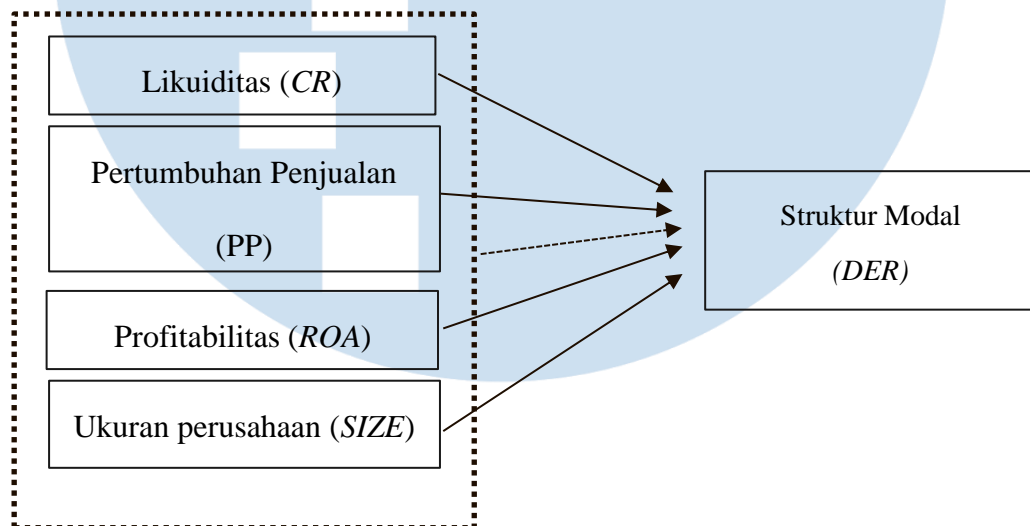 Likuiditas (CR)
Pertumbuhan Penjualan
(PP)
Profitabilitas (ROA)
Ukuran perusahaan (SIZE)
Struktur Modal
(DER)